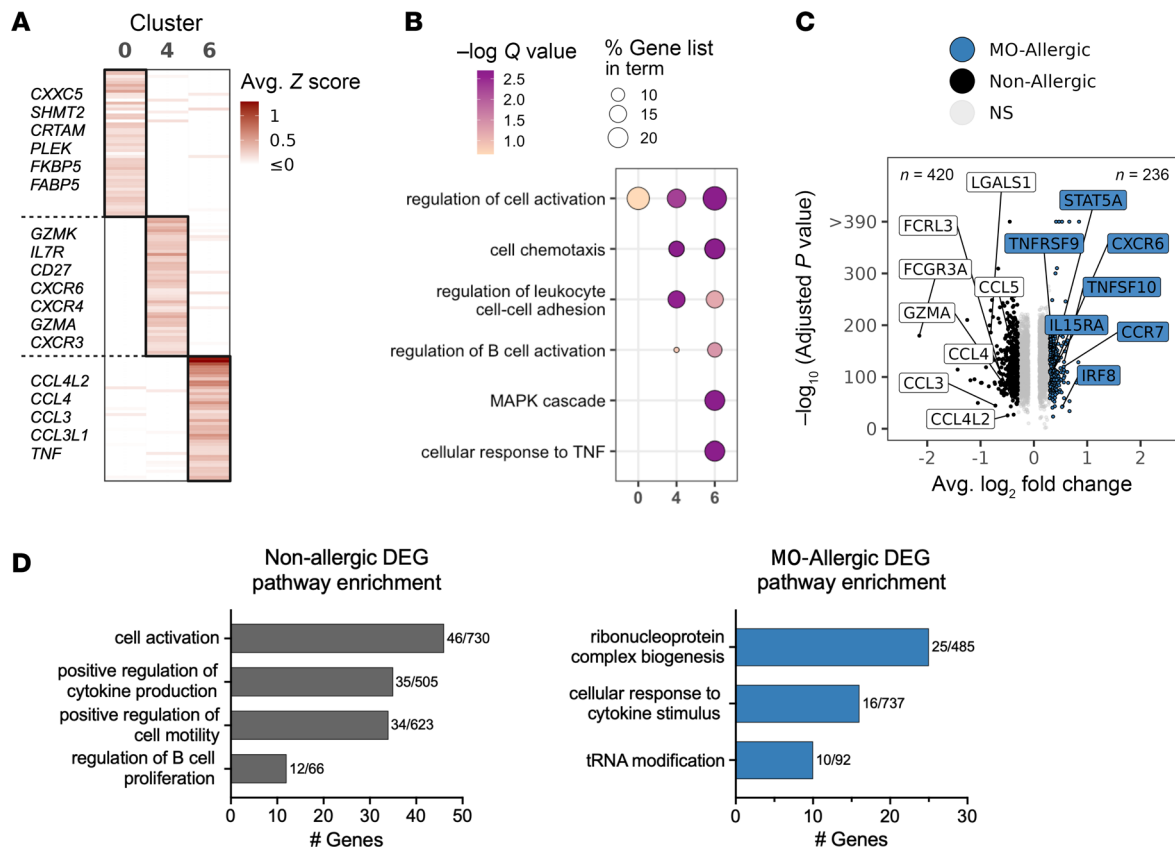 A
Cluster
0 4 6
CXXC5
SHMT2
CRTAM
PLEK
FKBP5
FABP5
GZMK
IL7R
CD27
CXCR6
CXCR4
GZMA
CXCR3
CCL4L2
CCL4
CCL3
CCL3L1
TNF
Avg. Z score
1
0.5
≤0
B
–log Q value
2.5
2.0
1.5
1.0
% Gene list
in term
10
15
20
regulation of cell activation
cell chemotaxis
regulation of leukocyte
cell-cell adhesion
regulation of B cell activation
MAPK cascade
cellular response to TNF
0 4 6
C
MO-Allergic
Non-Allergic
NS
n = 420
n = 236
LGALS1
STAT5A
FCRL3
TNFRSF9
CXCR6
FCGR3A
CCL5
TNFSF10
GZMA
IL15RA
CCR7
CCL4
IRF8
CCL3
CCL4L2
–log10 (Adjusted P value)
>390
300
200
100
0
-2 -1 0 1 2
Avg. log2 fold change
D
Non-allergic DEG
pathway enrichment
cell activation
46/730
positive regulation of
cytokine production
35/505
positive regulation of
cell motility
34/623
regulation of B cell
proliferation
12/66
0 10 20 30 40 50
# Genes
MO-Allergic DEG
pathway enrichment
ribonucleoprotein
complex biogenesis
25/485
cellular response to
cytokine stimulus
16/737
tRNA modification
10/92
0 10 20 30
# Genes